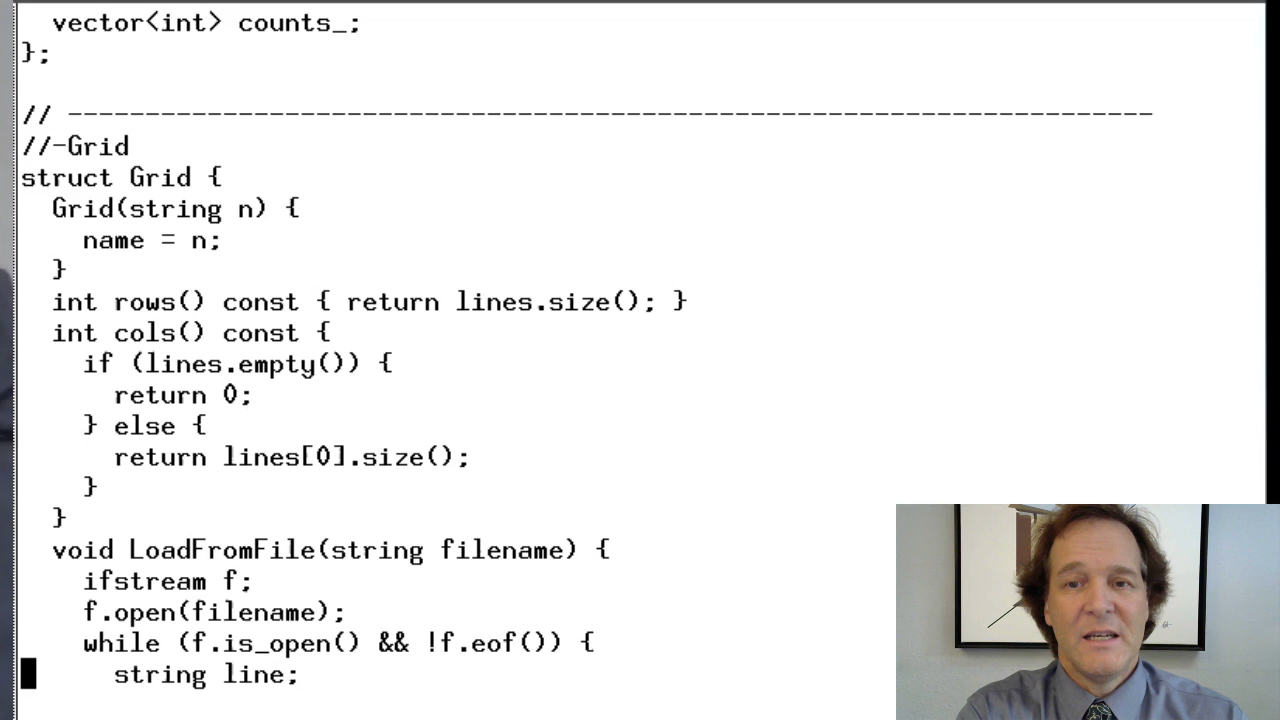 vector<int> counts_;
};

// ----------------------------------------------------------------------
//-Grid
struct Grid {
  Grid(string n) {
    name = n;
  }
  int rows() const { return lines.size(); }
  int cols() const {
    if (lines.empty()) {
      return 0;
    } else {
      return lines[0].size();
    }
  }
  void LoadFromFile(string filename) {
    ifstream f;
    f.open(filename);
    while (f.is_open() && !f.eof()) {
      string line;